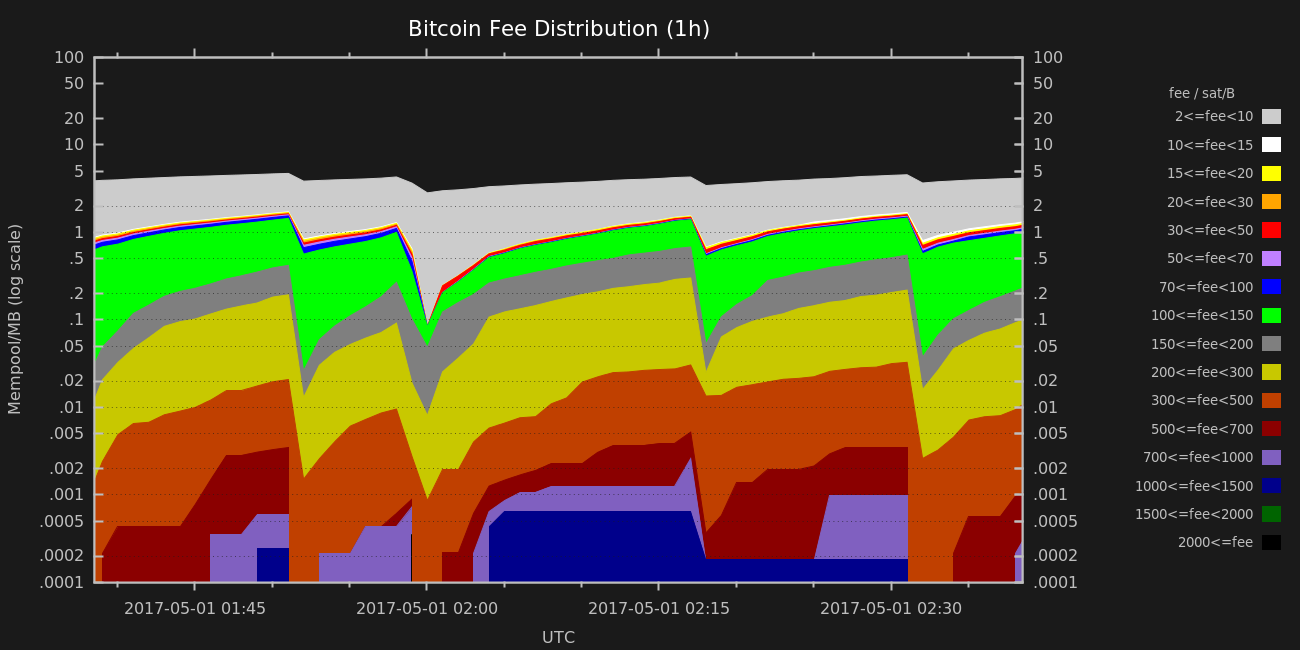 Bitcoin Fee Distribution (1h)
Mempool/MB (log scale)
100
50
20
10
5
2
1
.5
.2
.1
.05
.02
.01
.005
.002
.001
.0005
.0002
.0001
100
50
20
10
5
2
1
.5
.2
.1
.05
.02
.01
.005
.002
.001
.0005
.0002
.0001
2017-05-01 01:45
2017-05-01 02:00
2017-05-01 02:15
2017-05-01 02:30
UTC
fee / sat/B
2<=fee<10
10<=fee<15
15<=fee<20
20<=fee<30
30<=fee<50
50<=fee<70
70<=fee<100
100<=fee<150
150<=fee<200
200<=fee<300
300<=fee<500
500<=fee<700
700<=fee<1000
1000<=fee<1500
1500<=fee<2000
2000<=fee